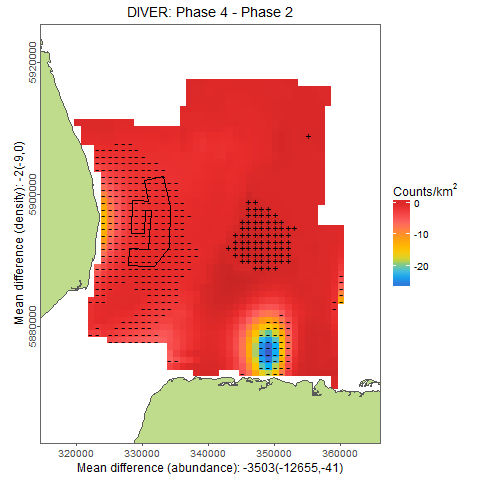 DIVER: Phase 4 - Phase 2
5920000
5900000
5880000
Mean difference (density): -2(-9,0)
Counts/km²
0
-10
-20
320000 330000 340000 350000 360000
Mean difference (abundance): -3503(-12655,-41)